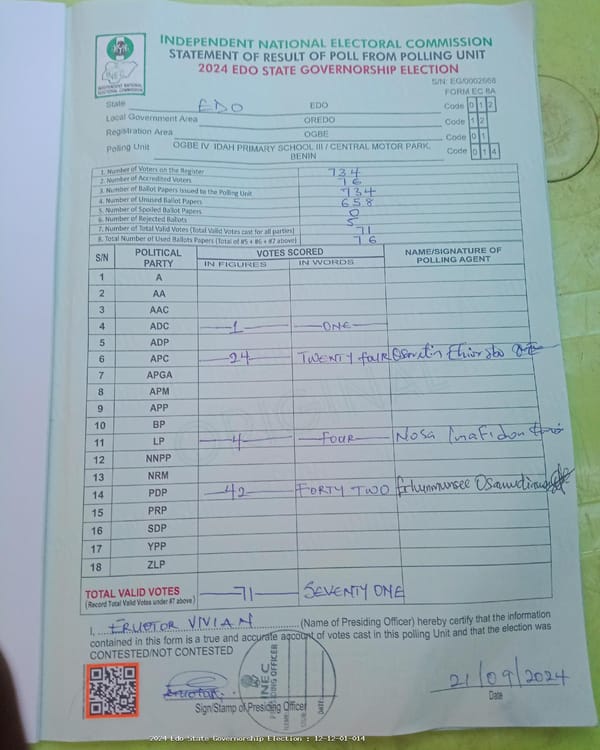 INDEPENDENT NATIONAL ELECTORAL COMMISSION
STATEMENT OF RESULT OF POLL FROM POLLING UNIT
2024 EDO STATE GOVERNORSHIP ELECTION
S/N: EG/0002668
FORM EC 8A
INEC
INDEPENDENT NATIONAL ELECTORAL COMMISSION
State EDO EDO Code 0 1 2
Local Government Area OREDO Code 1 2
Registration Area OGBE Code 0 1
Polling Unit OGBE IV IDAH PRIMARY SCHOOL III / CENTRAL MOTOR PARK, BENIN Code 0 1 4
1. Number of Voters on the Register 734
2. Number of Accredited Voters 76
3. Number of Ballot Papers Issued to the Polling Unit 734
4. Number of Unused Ballot Papers 658
5. Number of Spoiled Ballot Papers 0
6. Number of Rejected Ballots 5
7. Number of Total Valid Votes (Total Valid Votes cast for all parties) 71
8. Total Number of Used Ballots Papers (Total of #5 + #6 + #7 above) 76
S/N POLITICAL PARTY VOTES SCORED NAME/SIGNATURE OF POLLING AGENT
IN FIGURES IN WORDS
1 A
2 AA
3 AAC
4 ADC 1 ONE
5 ADP
6 APC 24 TWENTY four
7 APGA
8 APM
9 APP
10 BP
11 LP 4 FOUR Nosa
12 NNPP
13 NRM
14 PDP 42 FORTY TWO
15 PRP
16 SDP
17 YPP
18 ZLP
TOTAL VALID VOTES 71 SEVENTY ONE
(Record Total Valid Votes under #7 above)
I, ERUOTOR VIVIAN (Name of Presiding Officer) hereby certify that the information
contained in this form is a true and accurate account of votes cast in this polling Unit and that the election was
CONTESTED/NOT CONTESTED
INEC
PRESIDING OFFICER
Sign/Stamp of Presiding Officer
21/09/2024
Date
2024 Edo State Governorship Election : 12-12-01-014